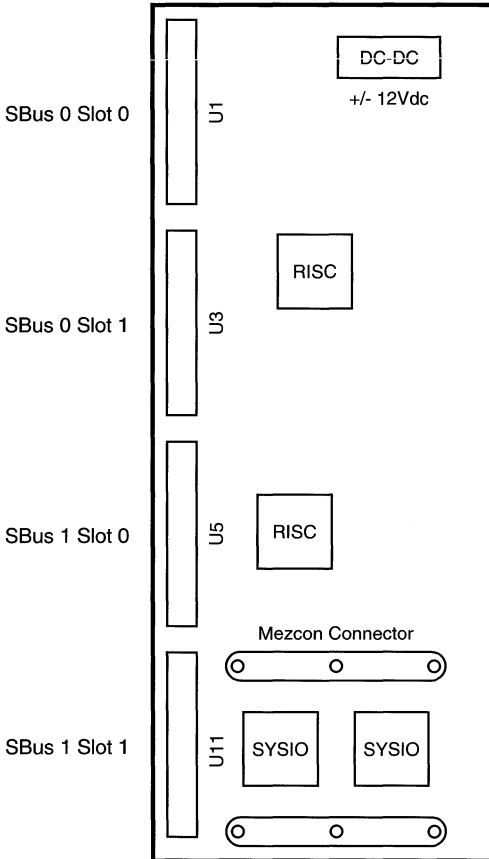 DC-DC
+/- 12Vdc
SBus 0 Slot 0
U1
RISC
SBus 0 Slot 1
U3
SBus 1 Slot 0
U5
RISC
Mezcon Connector
SBus 1 Slot 1
U11
SYSIO
SYSIO